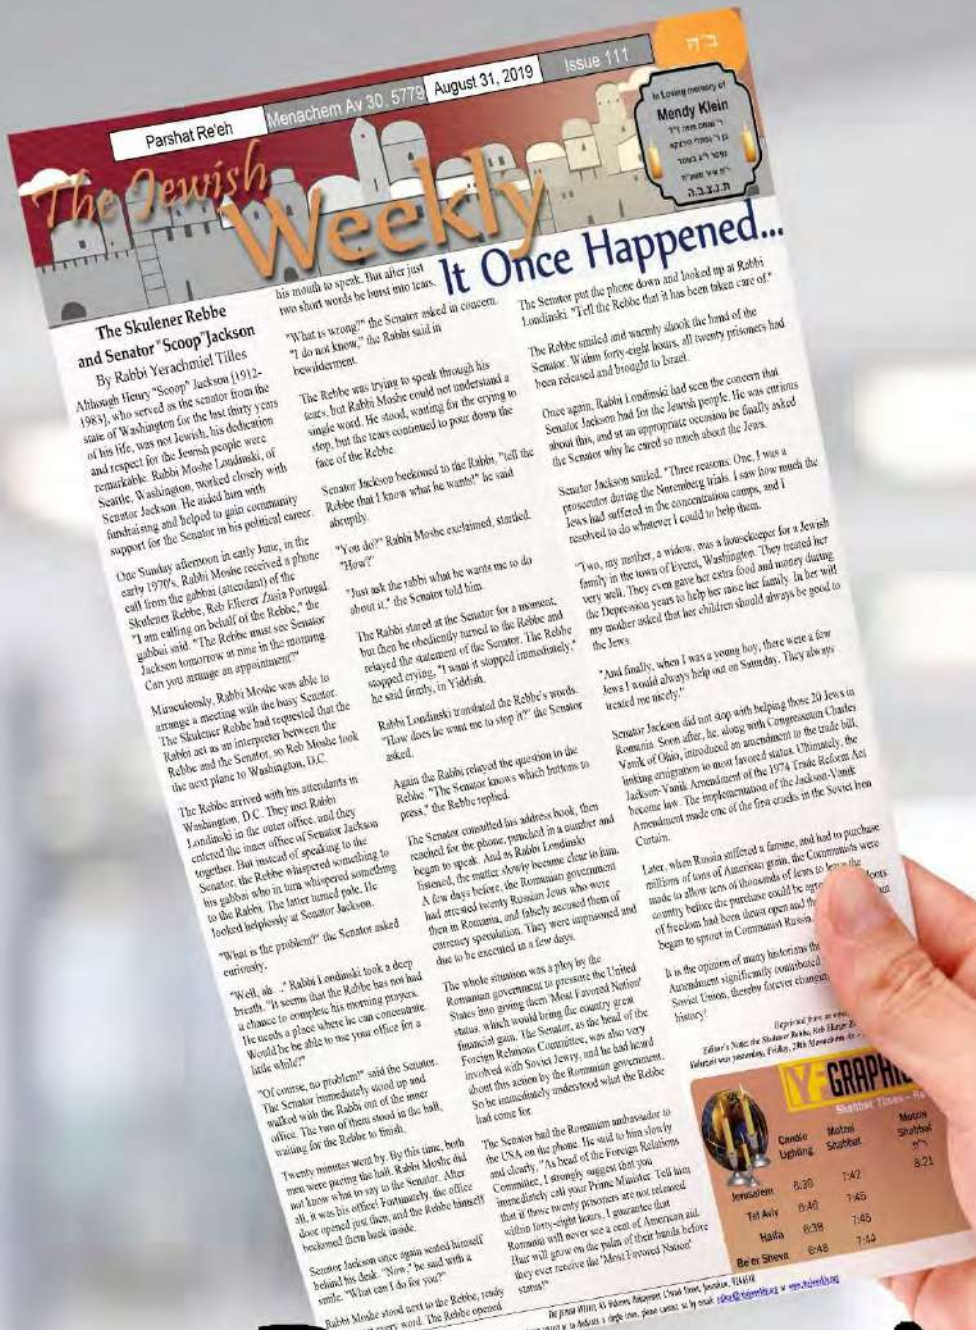 ב"ה
Parshat Re'eh
Menachem Av 30, 5779
August 31, 2019
Issue 111
The Jewish
Weekly
In Loving memory of
Mendy Klein
ת.נ.צ.ב.ה
It Once Happened...
The Skulener Rebbe
and Senator "Scoop" Jackson
By Rabbi Yerachmiel Tilles
Although Henry "Scoop" Jackson [1912-
1983], who served as the senator from the
state of Washington for the last thirty years
of his life, was not Jewish, his dedication
and respect for the Jewish people were
remarkable. Rabbi Moshe Londinski, of
Seattle, Washington, worked closely with
Senator Jackson. He aided him with
fundraising and helped to gain community
support for the Senator in his political career.
One Sunday afternoon in early June, in the
early 1970's, Rabbi Moshe received a phone
call from the gabbai (attendant) of the
Skulener Rebbe, Reb Eliezer Zusia Portugal.
"I am calling on behalf of the Rebbe," the
gabbai said. "The Rebbe must see Senator
Jackson tomorrow at nine in the morning.
Can you arrange an appointment?"
Miraculously, Rabbi Moshe was able to
arrange a meeting with the busy Senator.
The Skulener Rebbe had requested that the
Rabbi act as an interpreter between the
Rebbe and the Senator, so Reb Moshe took
the next plane to Washington, D.C.
The Rebbe arrived with his attendants in
Washington, D.C. They met Rabbi
Londinski in the outer office, and they
entered the inner office of Senator Jackson
together. But instead of speaking to the
Senator, the Rebbe whispered something to
his gabbai who in turn whispered something
to the Rabbi. The latter turned pale. He
looked helplessly at Senator Jackson.
"What is the problem?" the Senator asked
curiously.
"Well, ah..." Rabbi Londinski took a deep
breath. "It seems that the Rebbe has not had
a chance to complete his morning prayers.
He needs a place where he can concentrate.
Would he be able to use your office for a
little while?"
"Of course, no problem!" said the Senator.
The Senator immediately stood up and
walked with the Rabbi out of the inner
office. The two of them stood in the hall,
waiting for the Rebbe to finish.
Twenty minutes went by. By this time, both
men were pacing the hall. Rabbi Moshe did
not know what to say to the Senator. After
all, it was his office! Fortunately, the office
door opened just then, and the Rebbe himself
beckoned them back inside.
Senator Jackson once again seated himself
behind his desk. "Now," he said with a
smile. "What can I do for you?"
Rabbi Moshe stood next to the Rebbe, ready
every word. The Rebbe opened
his mouth to speak. But after just
two short words he burst into tears.
"What is wrong?" the Senator asked in concern.
"I do not know," the Rabbi said in
bewilderment.
The Rebbe was trying to speak through his
tears, but Rabbi Moshe could not understand a
single word. He stood, waiting for the crying to
stop, but the tears continued to pour down the
face of the Rebbe.
Senator Jackson beckoned to the Rabbi, "tell the
Rebbe that I know what he wants!" he said
abruptly.
"You do?" Rabbi Moshe exclaimed, startled.
"How?"
"Just ask the rabbi what he wants me to do
about it," the Senator told him.
The Rabbi stared at the Senator for a moment,
but then he obediently turned to the Rebbe and
relayed the statement of the Senator. The Rebbe
stopped crying, "I want it stopped immediately,"
he said firmly, in Yiddish.
Rabbi Londinski translated the Rebbe's words.
"How does he want me to stop it?" the Senator
asked.
Again the Rabbi relayed the question to the
Rebbe. "The Senator knows which buttons to
press," the Rebbe replied.
The Senator consulted his address book, then
reached for the phone, punched in a number and
began to speak. And as Rabbi Londinski
listened, the matter slowly became clear to him.
A few days before, the Romanian government
had arrested twenty Russian Jews who were
then in Romania, and falsely accused them of
currency speculation. They were imprisoned and
due to be executed in a few days.
The whole situation was a ploy by the
Romanian government to pressure the United
States into giving them 'Most Favored Nation'
status, which would bring the country great
financial gain. The Senator, as the head of the
Foreign Relations Committee, was also very
involved with Soviet Jewry, and he had heard
about this action by the Romanian government.
So he immediately understood what the Rebbe
had come for.
The Senator had the Romanian ambassador to
the USA on the phone. He said to him slowly
and clearly, "As head of the Foreign Relations
Committee, I strongly suggest that you
immediately call your Prime Minister. Tell him
that if those twenty prisoners are not released
within forty-eight hours, I guarantee that
Romania will never see a cent of American aid.
Hair will grow on the palm of their hands before
they ever receive the 'Most Favored Nation'
status!"
The Senator put the phone down and looked up at Rabbi
Londinski. "Tell the Rebbe that it has been taken care of."
The Rebbe smiled and warmly shook the hand of the
Senator. Within forty-eight hours, all twenty prisoners had
been released and brought to Israel.
Once again, Rabbi Londinski had seen the concern that
Senator Jackson had for the Jewish people. He was curious
about this, and at an appropriate occasion he finally asked
the Senator why he cared so much about the Jews.
Senator Jackson smiled. "Three reasons. One, I was a
prosecutor during the Nuremberg trials. I saw how much the
Jews had suffered in the concentration camps, and I
resolved to do whatever I could to help them.
"Two, my mother, a widow, was a housekeeper for a Jewish
family in the town of Everet, Washington. They treated her
very well. They even gave her extra food and money during
the Depression years to help her raise her family. In her will
my mother asked that her children should always be good to
the Jews.
"And finally, when I was a young boy, there were a few
Jews I would always help out on Saturday. They always
treated me nicely."
Senator Jackson did not stop with helping those 20 Jews in
Romania. Soon after, he, along with Congressman Charles
Vanik of Ohio, introduced an amendment to the trade bill,
linking emigration to most favored status. Ultimately, the
Jackson-Vanik Amendment of the 1974 Trade Reform Act
become law. The implementation of the Jackson-Vanik
Amendment made one of the first cracks in the Soviet Iron
Curtain.
Later, when Russia suffered a famine, and had to purchase
millions of tons of American grain, the Communists were
made to allow tens of thousands of Jews to leave the
country before the purchase could be
of freedom had been thrust open and
began to sprout in Communist Russia.
It is the opinion of many historians
Amendment significantly contributed
Soviet Union, thereby forever changing
history!
Reprinted from an
Editor's Note: the Skulener Rebbe, Reb Eliezer
Yahrzeit was yesterday, Friday, 29th Menachem Av
YFGRAPHIC
Shabbat Times
Candle
Lighting
Motzei
Shabbat
Motzei
Shabbat
Jerusalem 6:30 7:42 8:21
Tel Aviv 6:46 7:45
Haifa 6:39 7:45
Be'er Sheva 6:48 7:44